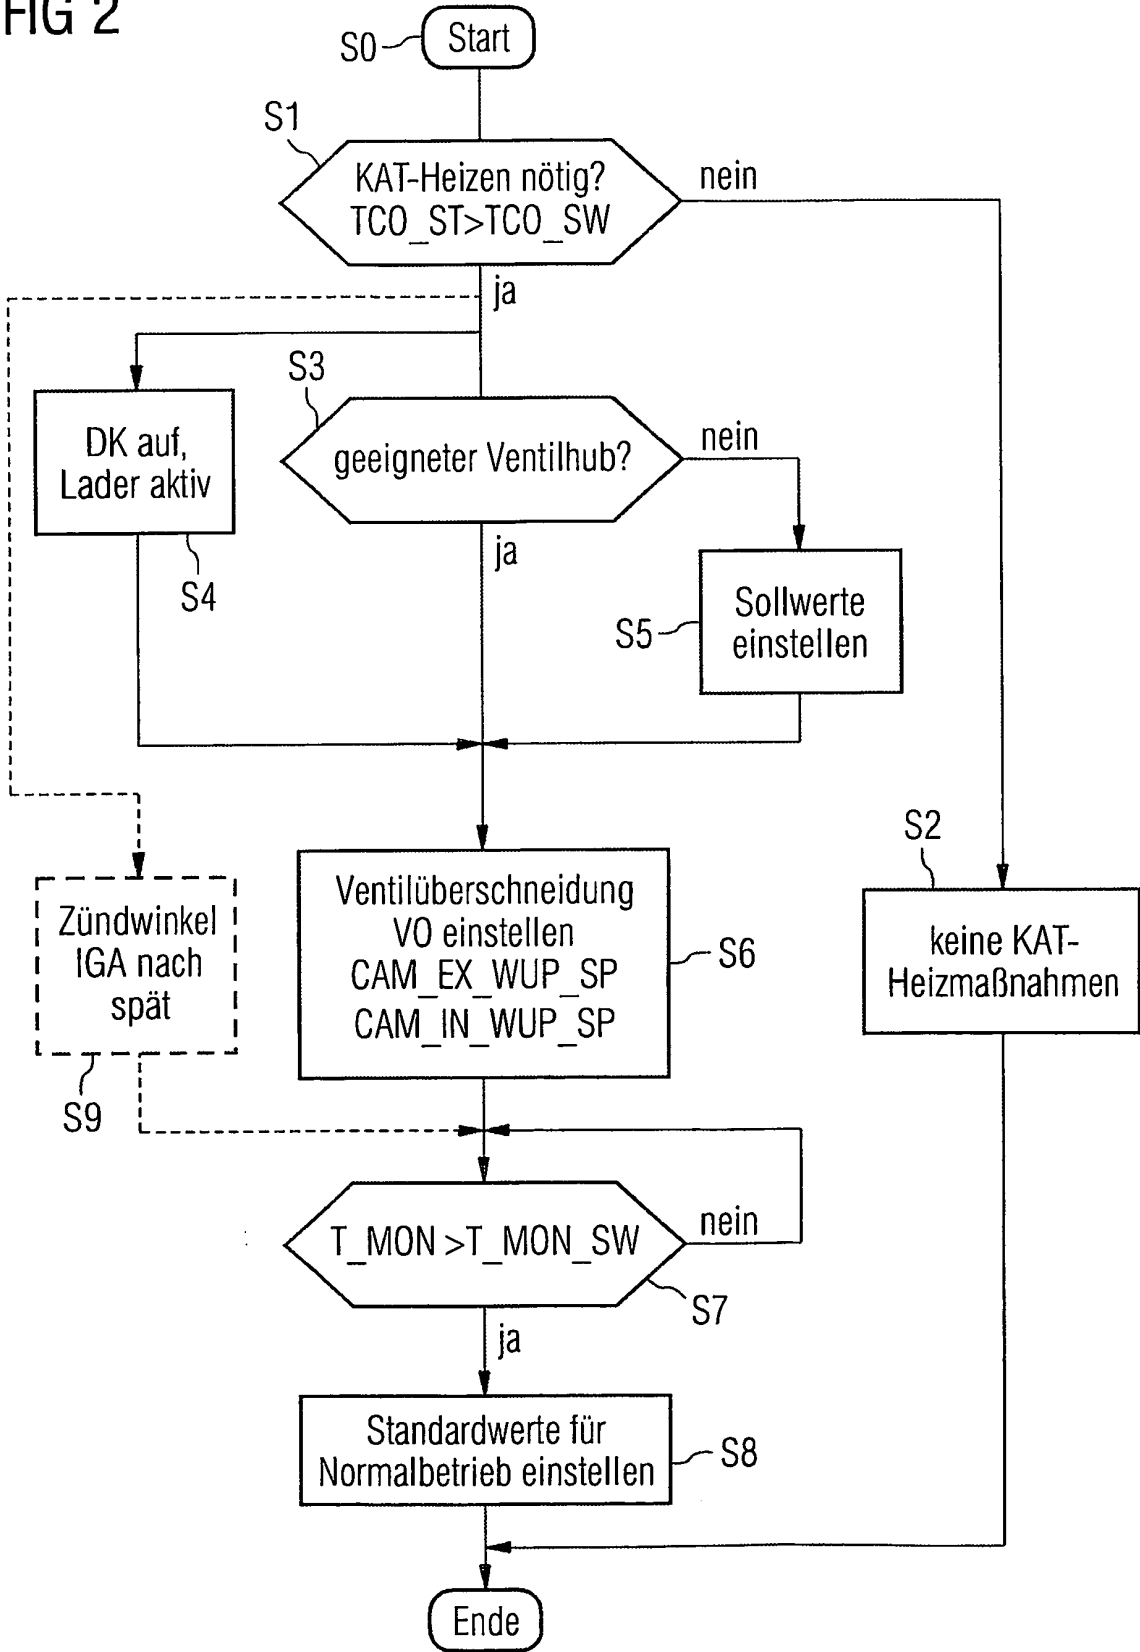 FIG 2
S0
Start
S1
KAT-Heizen nötig?
TCO_ST>TCO_SW
nein
ja
S3
DK auf,
Lader aktiv
S4
geeigneter Ventilhub?
nein
ja
S5
Sollwerte
einstellen
S2
keine KAT-
Heizmaßnahmen
Ventilüberschneidung
VO einstellen
CAM_EX_WUP_SP
CAM_IN_WUP_SP
S6
Zündwinkel
IGA nach
spät
S9
T_MON >T_MON_SW
nein
S7
ja
Standardwerte für
Normalbetrieb einstellen
S8
Ende